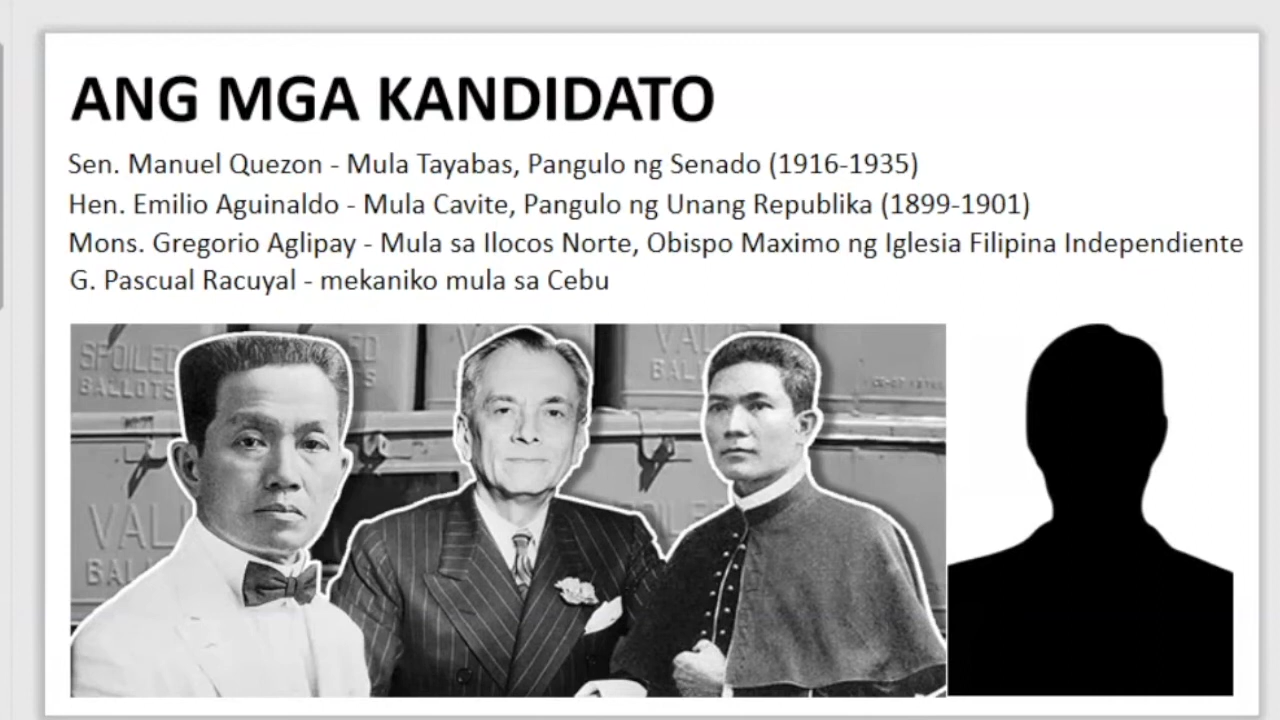 ANG MGA KANDIDATO
Sen. Manuel Quezon - Mula Tayabas, Pangulo ng Senado (1916-1935)
Hen. Emilio Aguinaldo - Mula Cavite, Pangulo ng Unang Republika (1899-1901)
Mons. Gregorio Aglipay - Mula sa Ilocos Norte, Obispo Maximo ng Iglesia Filipina Independiente
G. Pascual Racuyal - mekaniko mula sa Cebu
SPOILED
BALLOTS